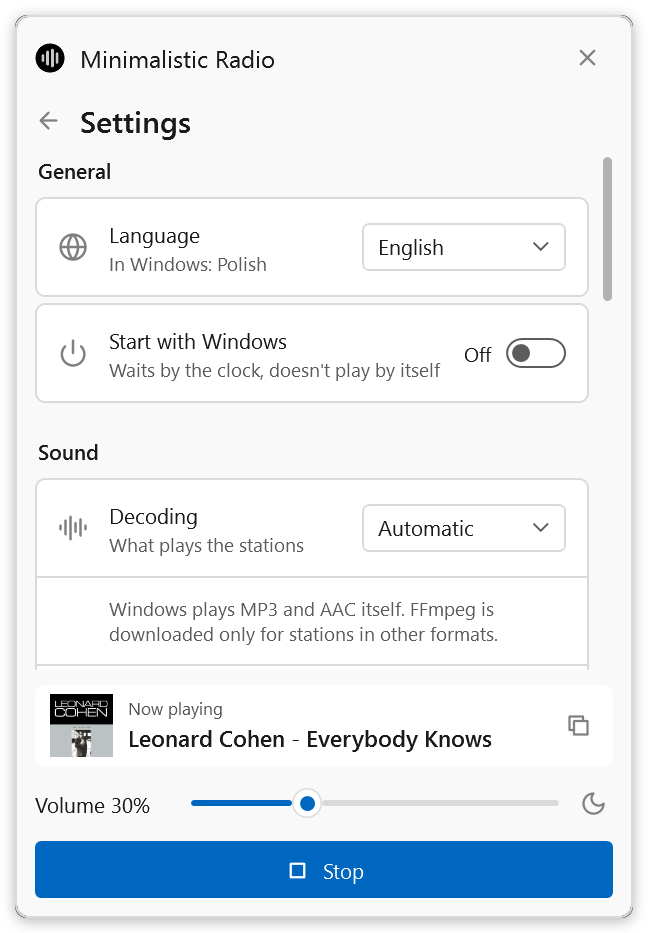 Minimalistic Radio
Settings
General
Language
In Windows: Polish
English
Start with Windows
Waits by the clock, doesn't play by itself
Off
Sound
Decoding
What plays the stations
Automatic
Windows plays MP3 and AAC itself. FFmpeg is
downloaded only for stations in other formats.
LEONARD
COHEN
Now playing
Leonard Cohen - Everybody Knows
Volume 30%
Stop